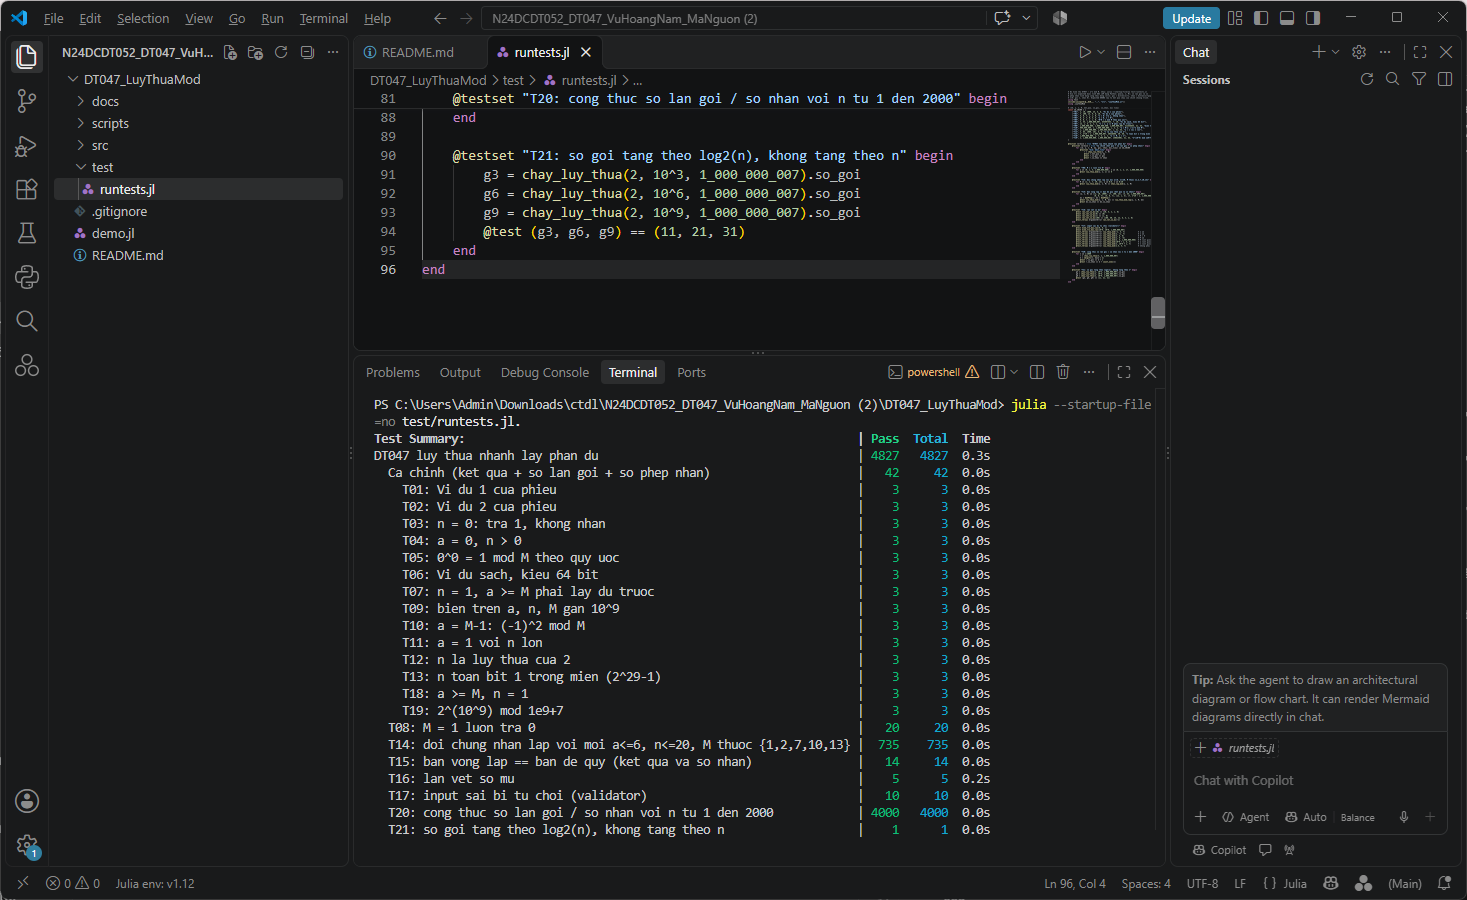 File Edit Selection View Go Run Terminal Help
N24DCDT052_DT047_VuHoangNam_MaNguon (2)
Update
N24DCDT052_DT047_VuH...
DT047_LuyThuaMod
docs
scripts
src
test
runtests.jl
.gitignore
demo.jl
README.md
README.md
runtests.jl
DT047_LuyThuaMod > test > runtests.jl > ...
81 @testset "T20: cong thuc so lan goi / so nhan voi n tu 1 den 2000" begin
88 end
89
90 @testset "T21: so goi tang theo log2(n), khong tang theo n" begin
91 g3 = chay_luy_thua(2, 10^3, 1_000_000_007).so_goi
92 g6 = chay_luy_thua(2, 10^6, 1_000_000_007).so_goi
93 g9 = chay_luy_thua(2, 10^9, 1_000_000_007).so_goi
94 @test (g3, g6, g9) == (11, 21, 31)
95 end
96 end
Problems Output Debug Console Terminal Ports
powershell
PS C:\Users\Admin\Downloads\ctdl\N24DCDT052_DT047_VuHoangNam_MaNguon (2)\DT047_LuyThuaMod> julia --startup-file
=no test/runtests.jl.
Test Summary: | Pass Total Time
DT047 luy thua nhanh lay phan du | 4827 4827 0.3s
Ca chinh (ket qua + so lan goi + so phep nhan) | 42 42 0.0s
T01: Vi du 1 cua phieu | 3 3 0.0s
T02: Vi du 2 cua phieu | 3 3 0.0s
T03: n = 0: tra 1, khong nhan | 3 3 0.0s
T04: a = 0, n > 0 | 3 3 0.0s
T05: 0^0 = 1 mod M theo quy uoc | 3 3 0.0s
T06: Vi du sach, kieu 64 bit | 3 3 0.0s
T07: n = 1, a >= M phai lay du truoc | 3 3 0.0s
T09: bien tren a, n, M gan 10^9 | 3 3 0.0s
T10: a = M-1: (-1)^2 mod M | 3 3 0.0s
T11: a = 1 voi n lon | 3 3 0.0s
T12: n la luy thua cua 2 | 3 3 0.0s
T13: n toan bit 1 trong mien (2^29-1) | 3 3 0.0s
T18: a >= M, n = 1 | 3 3 0.0s
T19: 2^(10^9) mod 1e9+7 | 3 3 0.0s
T08: M = 1 luon tra 0 | 20 20 0.0s
T14: doi chung nhan lap voi moi a<=6, n<=20, M thuoc {1,2,7,10,13} | 735 735 0.0s
T15: ban vong lap == ban de quy (ket qua va so nhan) | 14 14 0.0s
T16: lan vet so mu | 5 5 0.2s
T17: input sai bi tu choi (validator) | 10 10 0.0s
T20: cong thuc so lan goi / so nhan voi n tu 1 den 2000 | 4000 4000 0.0s
T21: so goi tang theo log2(n), khong tang theo n | 1 1 0.0s
Chat
Sessions
Tip: Ask the agent to draw an architectural
diagram or flow chart. It can render Mermaid
diagrams directly in chat.
runtests.jl
Chat with Copilot
Agent Auto Balance
Copilot
1
0 0 Julia env: v1.12
Ln 96, Col 4 Spaces: 4 UTF-8 LF { } Julia (Main)